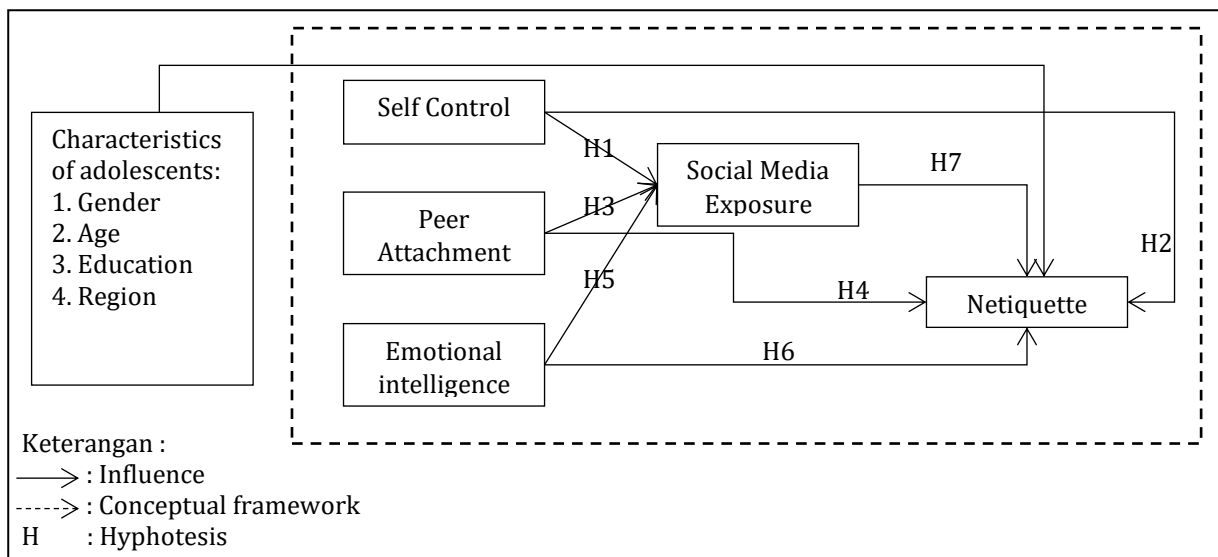 Characteristics
of adolescents:
1. Gender
2. Age
3. Education
4. Region
Self Control
Peer
Attachment
Emotional
intelligence
H1
H3
H5
Social Media
Exposure
H7
H2
H4
H6
Netiquette
Keterangan :
: Influence
: Conceptual framework
H : Hyphotesis